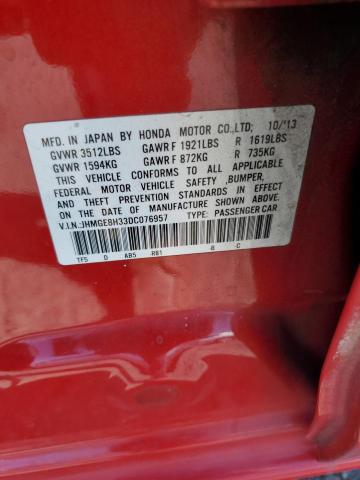 MFD. IN JAPAN BY HONDA MOTOR CO.,LTD; 10/'13
GVWR 3512LBS GAWR F 1921LBS R 1619LBS
GVWR 1594KG GAWR F 872KG R 735KG
THIS VEHICLE CONFORMS TO ALL APPLICABLE
FEDERAL MOTOR VEHICLE SAFETY ,BUMPER,
AND THEFT PREVENTION STANDARDS IN EFFECT
ON THE DATE OF MANUFACTURE SHOWN ABOVE.
V.I.N.:JHMGE8H33DC076957 TYPE: PASSENGER CAR
TF5 D AB5 R81 B C